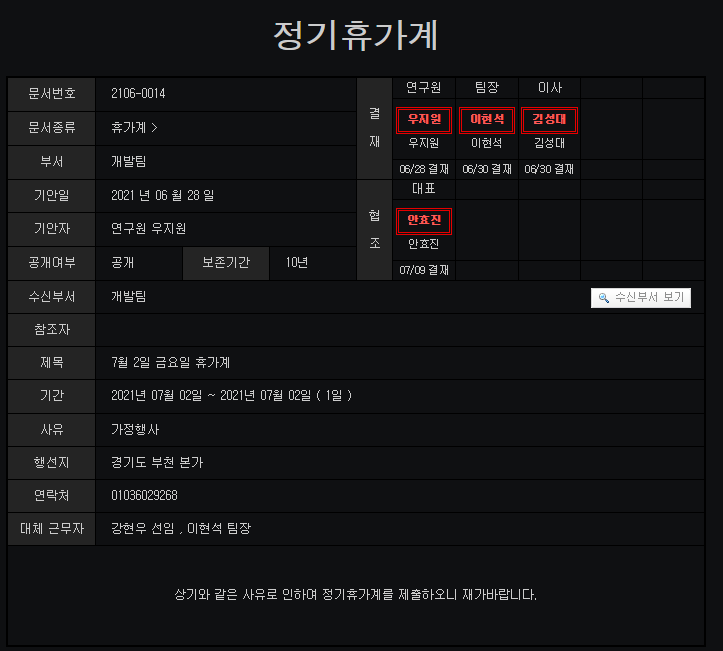 정기휴가계
문서번호 2106-0014
문서종류 휴가계 >
부서 개발팀
기안일 2021 년 06 월 28 일
기안자 연구원 우지원
공개여부 공개 보존기간 10년
결재
연구원 팀장 이사
우지원 이현석 김성대
우지원 이현석 김성대
06/28 결재 06/30 결재 06/30 결재
협조
대표
안효진
안효진
07/09 결재
수신부서 개발팀 수신부서 보기
참조자
제목 7월 2일 금요일 휴가계
기간 2021년 07월 02일 ~ 2021년 07월 02일 ( 1일 )
사유 가정행사
행선지 경기도 부천 본가
연락처 01036029268
대체 근무자 강현우 선임 , 이현석 팀장
상기와 같은 사유로 인하여 정기휴가계를 제출하오니 재가바랍니다.